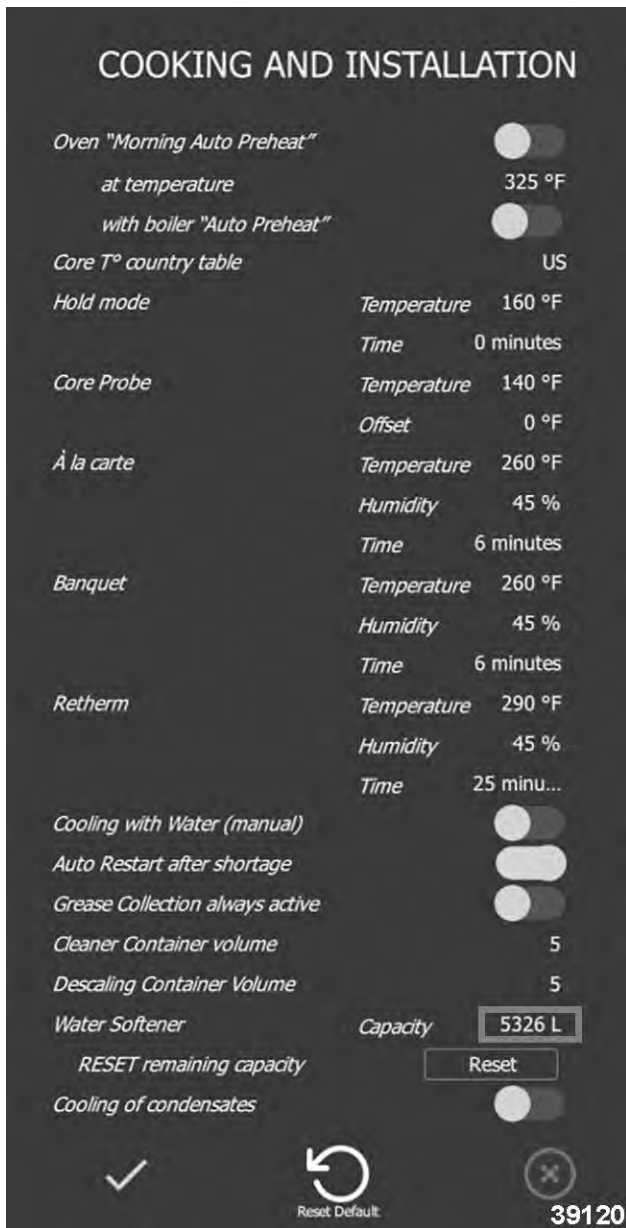 COOKING AND INSTALLATION
Oven “Morning Auto Preheat”
at temperature 325 °F
with boiler “Auto Preheat”
Core T° country table US
Hold mode Temperature 160 °F
Time 0 minutes
Core Probe Temperature 140 °F
Offset 0 °F
À la carte Temperature 260 °F
Humidity 45 %
Time 6 minutes
Banquet Temperature 260 °F
Humidity 45 %
Time 6 minutes
Retherm Temperature 290 °F
Humidity 45 %
Time 25 minu...
Cooling with Water (manual)
Auto Restart after shortage
Grease Collection always active
Cleaner Container volume 5
Descaling Container Volume 5
Water Softener Capacity 5326 L
RESET remaining capacity Reset
Cooling of condensates
Reset Default
39120